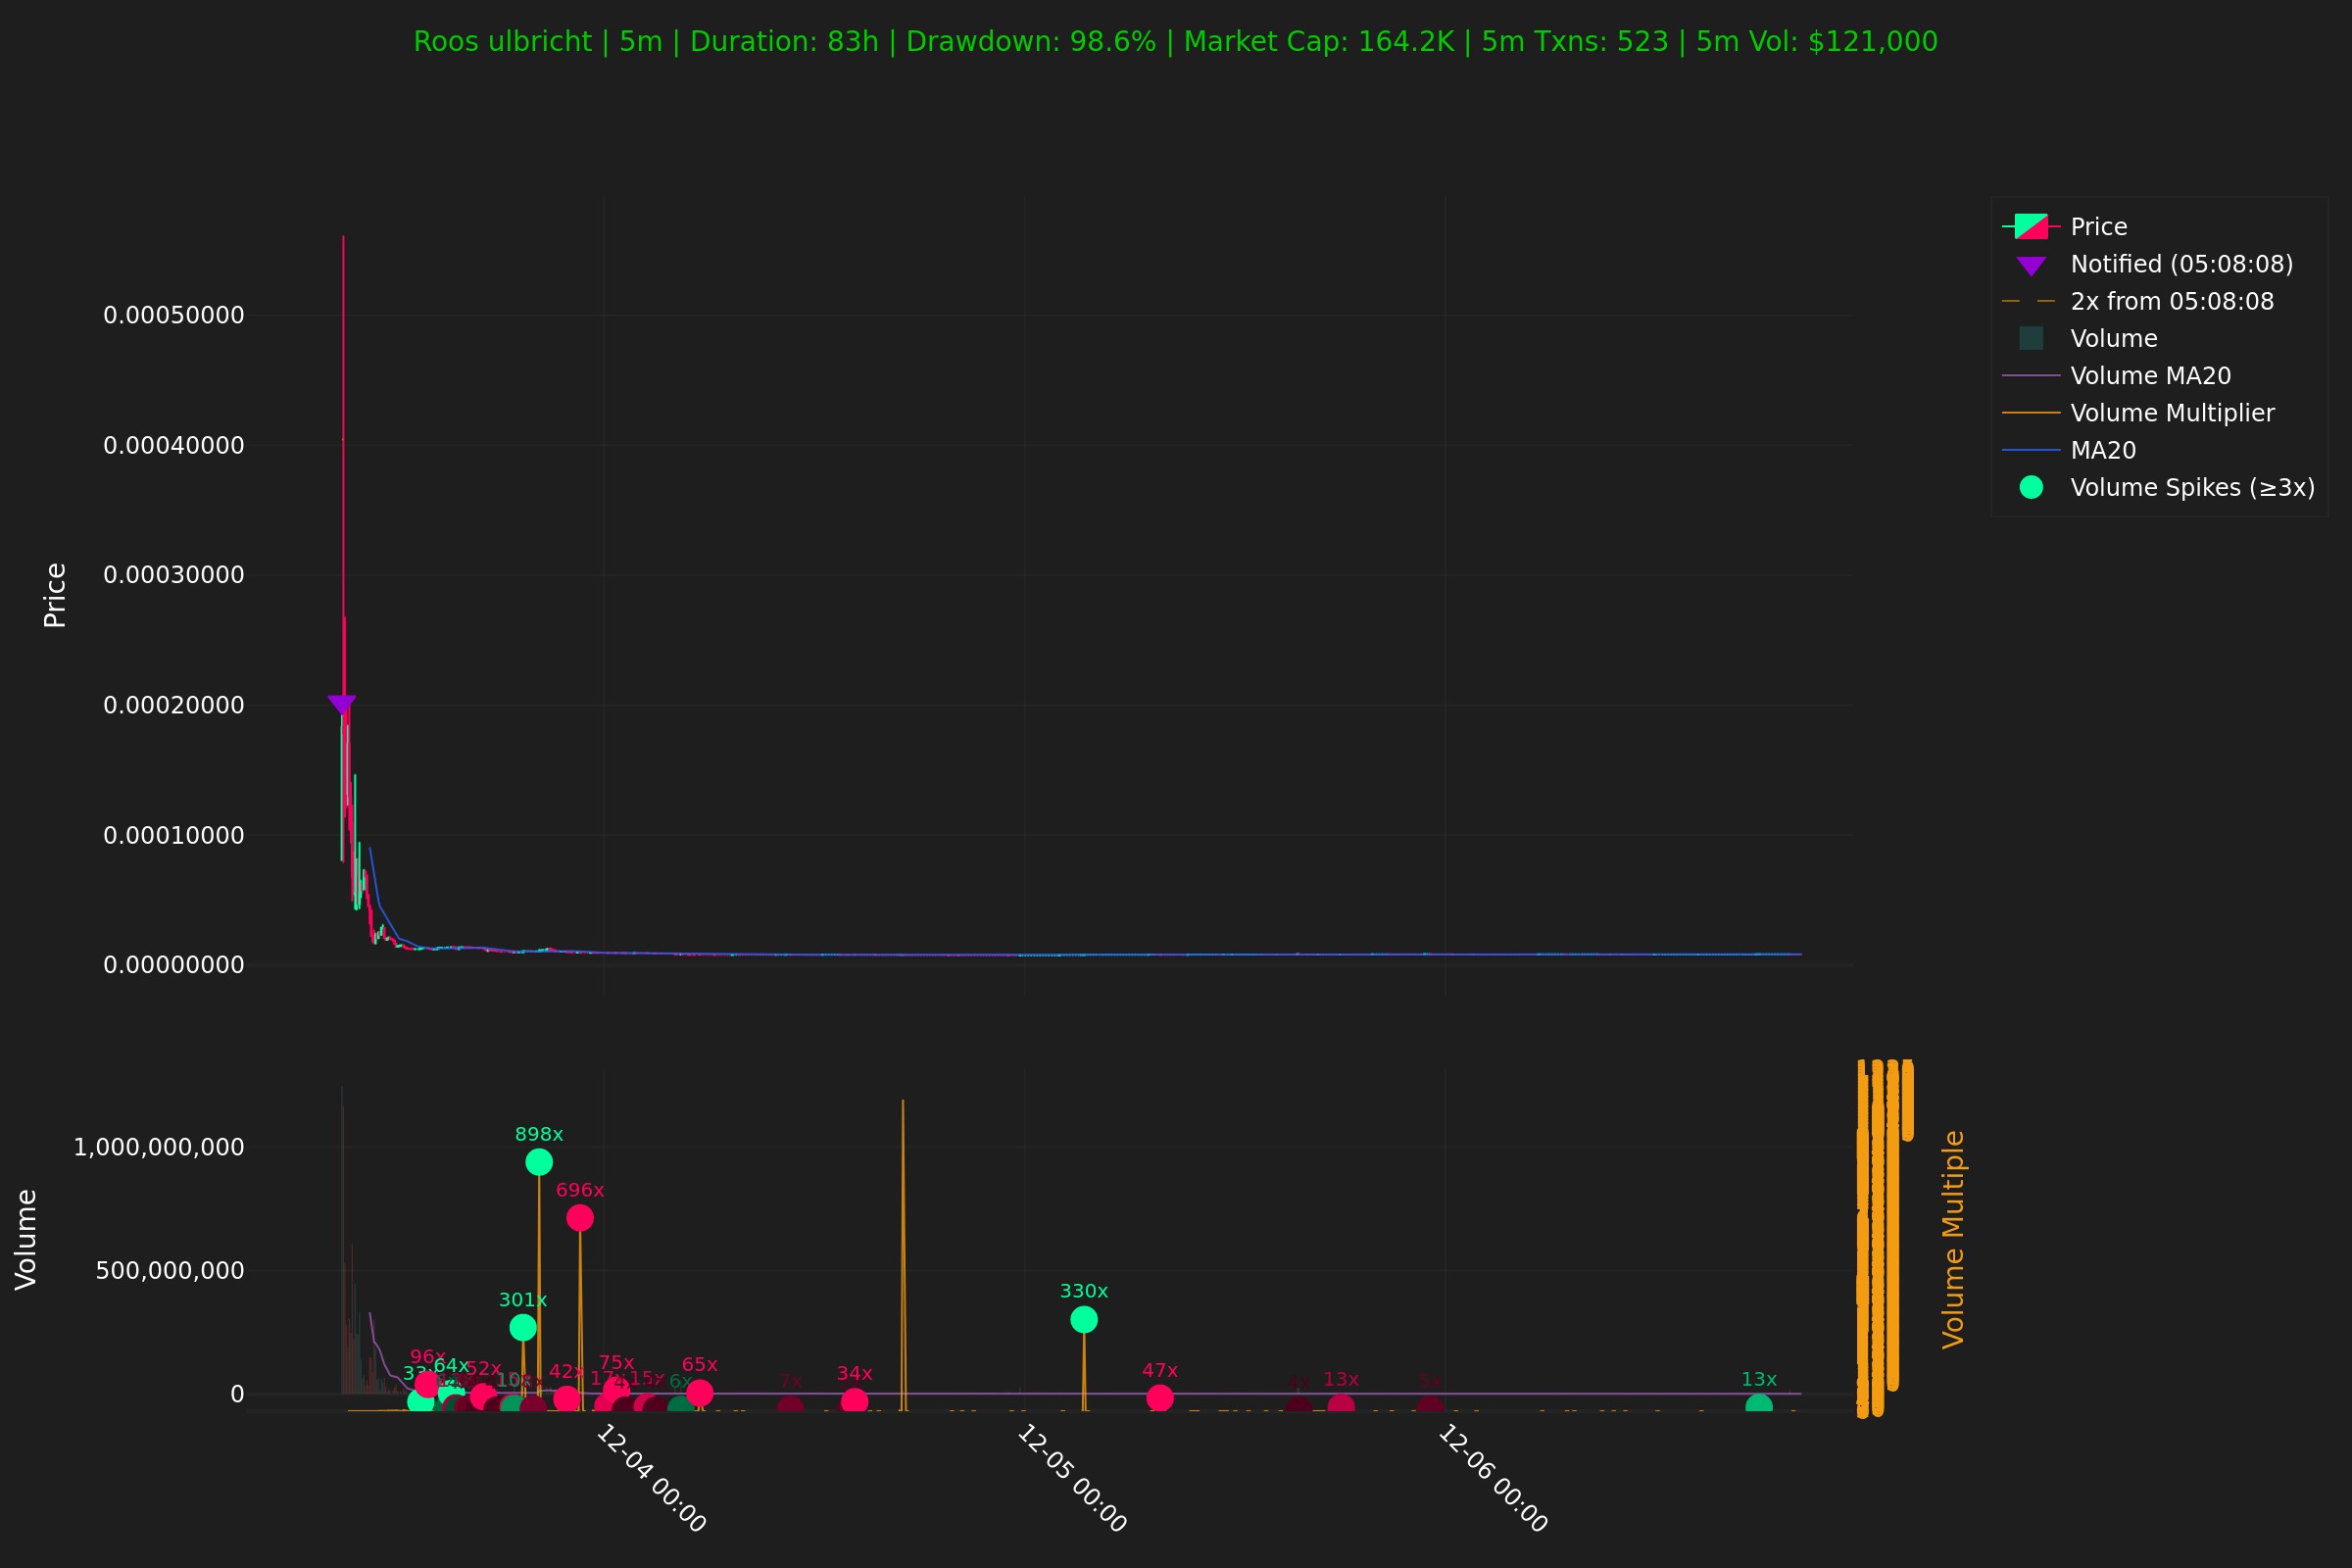 Roos ulbricht | 5m | Duration: 83h | Drawdown: 98.6% | Market Cap: 164.2K | 5m Txns: 523 | 5m Vol: $121,000
Price
Notified (05:08:08)
2x from 05:08:08
Volume
Volume MA20
Volume Multiplier
MA20
Volume Spikes (≥3x)
Price
0.00050000
0.00040000
0.00030000
0.00020000
0.00010000
0.00000000
Volume
1,000,000,000
500,000,000
0
898x
696x
301x
330x
96x
64x
52x
42x
75x
15x
6x
65x
7x
34x
47x
13x
5x
13x
Volume Multiple
12-04 00:00
12-05 00:00
12-06 00:00